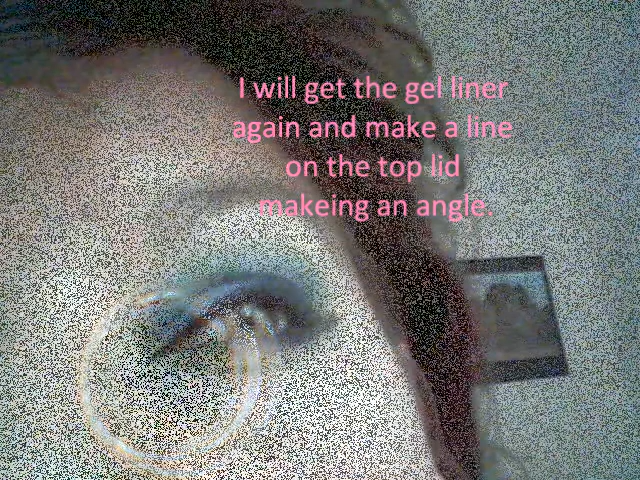 I will get the gel liner
again and make a line
on the top lid
makeing an angle.